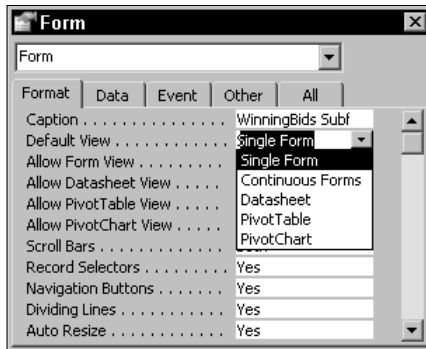 Form
Form
Format Data Event Other All
Caption . . . . . . . . . . . . . . . WinningBids Subf
Default View . . . . . . . . . . . Single Form
Allow Form View . . . . . . . . . Single Form
Allow Datasheet View . . . . . Continuous Forms
Allow PivotTable View . . . . . Datasheet
Allow PivotChart View . . . . . PivotTable
Scroll Bars . . . . . . . . . . . . . PivotChart
Record Selectors . . . . . . . . . Yes
Navigation Buttons . . . . . . . Yes
Dividing Lines . . . . . . . . . . . Yes
Auto Resize . . . . . . . . . . . . Yes